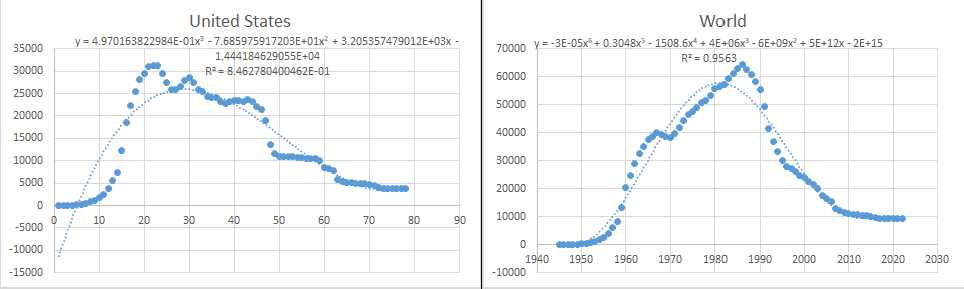 United States
y = 4.970163822984E-01x³ - 7.685975917203E+01x² + 3.205357479012E+03x -
1.444184629055E+04
R² = 8.462780400462E-01
35000
30000
25000
20000
15000
10000
5000
0
-5000
-10000
-15000
0 10 20 30 40 50 60 70 80 90
World
y = -3E-05x⁶ + 0.3048x⁵ - 1508.6x⁴ + 4E+06x³ - 6E+09x² + 5E+12x - 2E+15
R² = 0.9563
70000
60000
50000
40000
30000
20000
10000
0
-10000
1940 1950 1960 1970 1980 1990 2000 2010 2020 2030